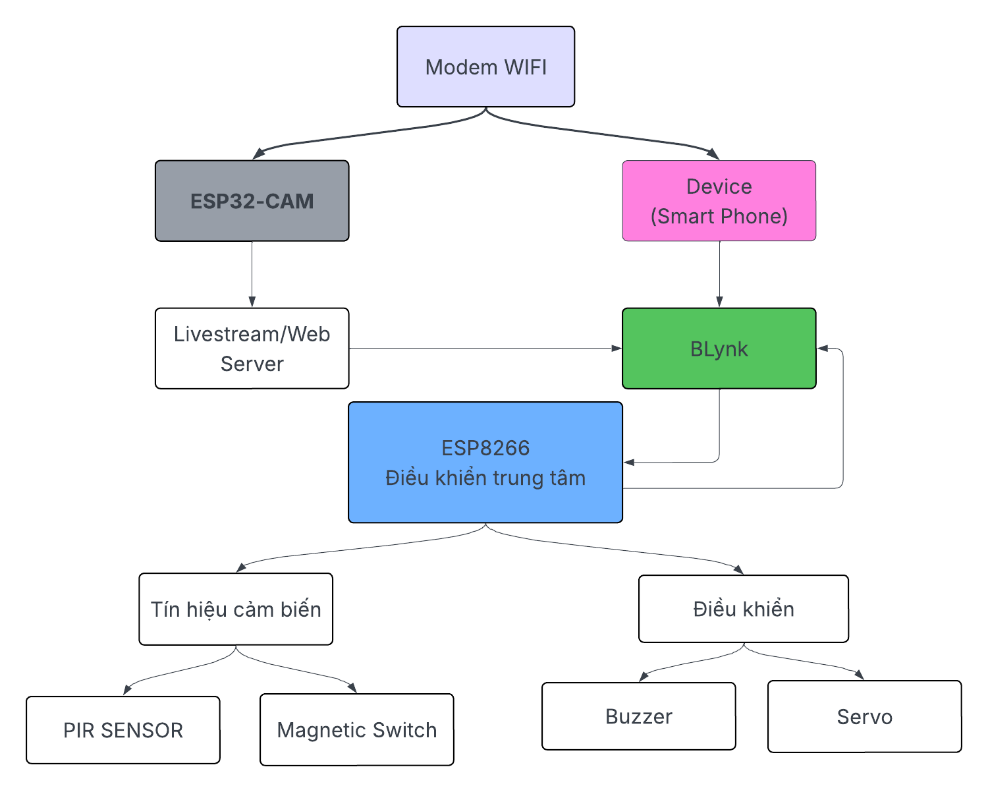 Modem WIFI
ESP32-CAM
Device
(Smart Phone)
Livestream/Web
Server
BLynk
ESP8266
Điều khiển trung tâm
Tín hiệu cảm biến
Điều khiển
PIR SENSOR
Magnetic Switch
Buzzer
Servo